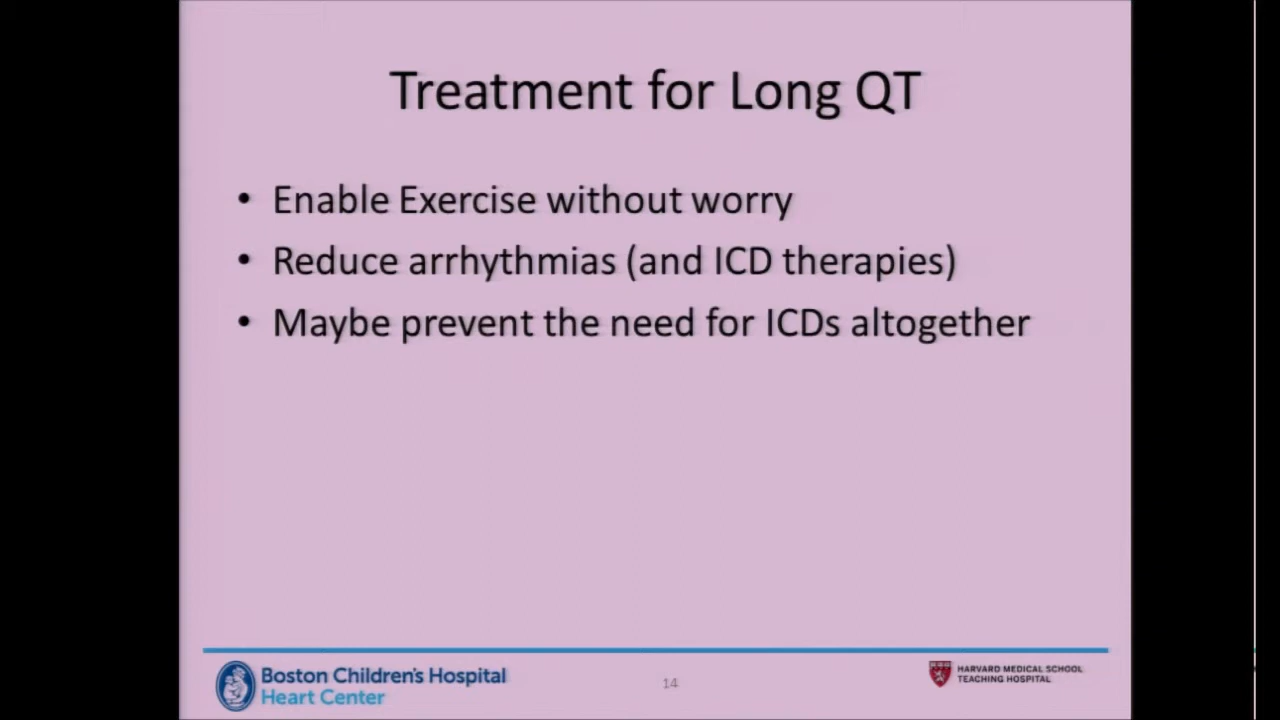 Treatment for Long QT
• Enable Exercise without worry
• Reduce arrhythmias (and ICD therapies)
• Maybe prevent the need for ICDs altogether
Boston Children's Hospital
Heart Center
14
HARVARD MEDICAL SCHOOL
TEACHING HOSPITAL